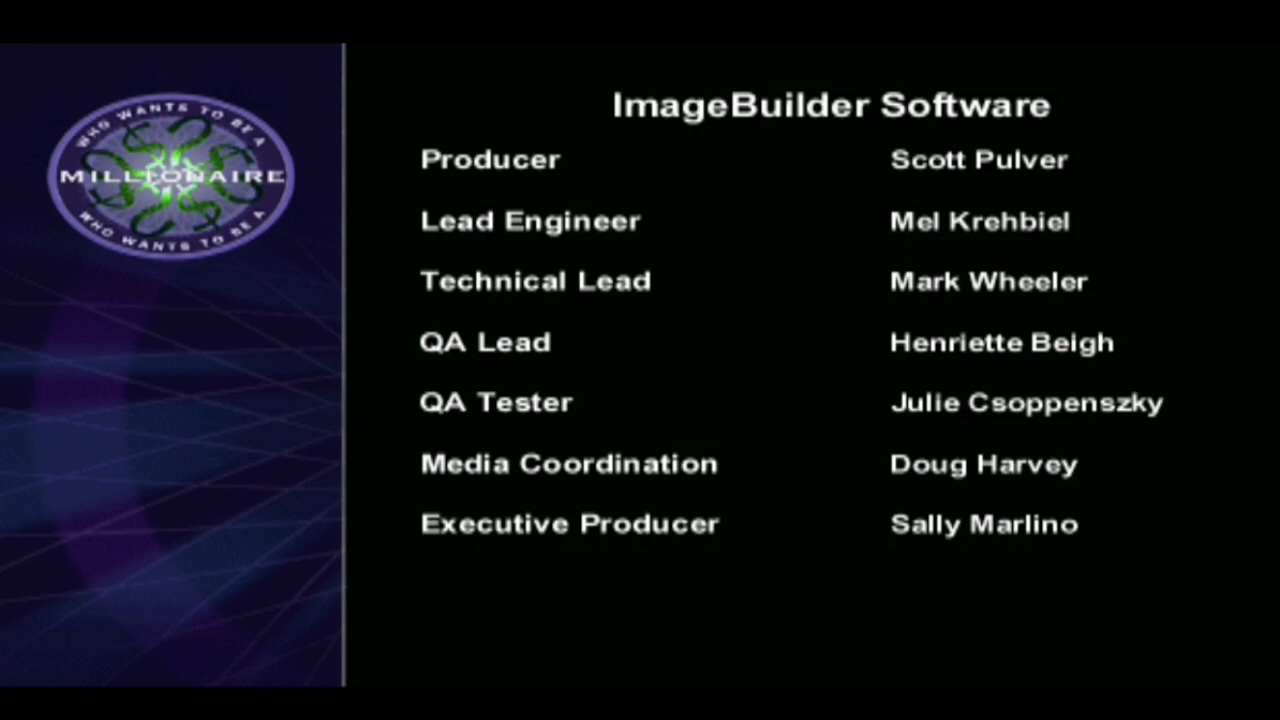 WHO WANTS TO BE A
MILLIONAIRE
WHO WANTS TO BE A
ImageBuilder Software
Producer Scott Pulver
Lead Engineer Mel Krehbiel
Technical Lead Mark Wheeler
QA Lead Henriette Beigh
QA Tester Julie Csoppenszky
Media Coordination Doug Harvey
Executive Producer Sally Marlino